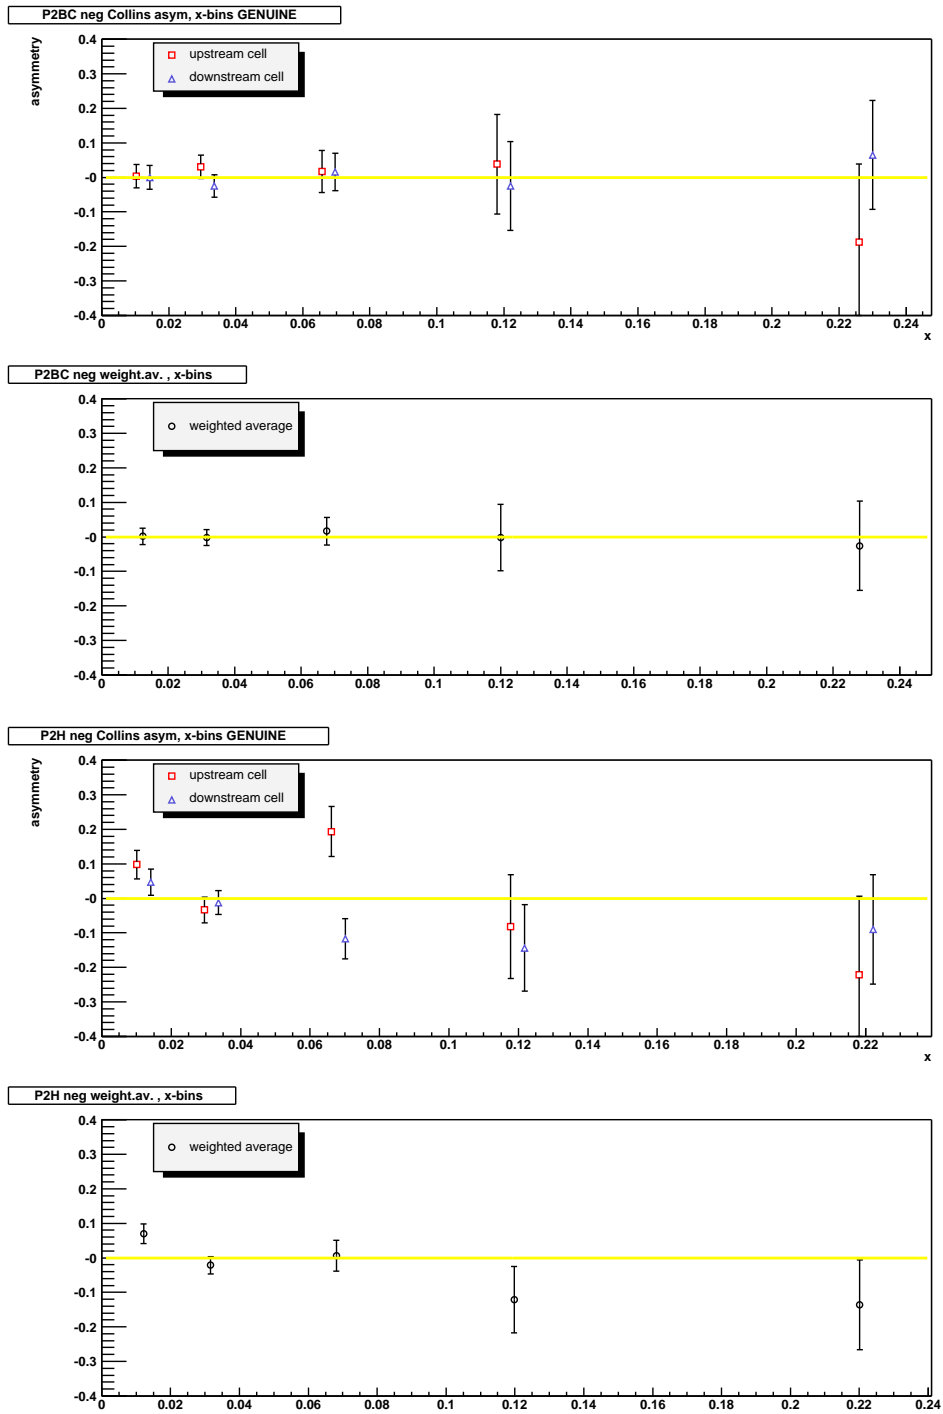 P2BC neg Collins asym, x-bins GENUINE
asymmetry
0.4
0.3
0.2
0.1
-0
-0.1
-0.2
-0.3
-0.4
upstream cell
downstream cell
0 0.02 0.04 0.06 0.08 0.1 0.12 0.14 0.16 0.18 0.2 0.22 0.24
x
P2BC neg weight.av. , x-bins
0.4
0.3
0.2
0.1
-0
-0.1
-0.2
-0.3
-0.4
weighted average
0 0.02 0.04 0.06 0.08 0.1 0.12 0.14 0.16 0.18 0.2 0.22 0.24
P2H neg Collins asym, x-bins GENUINE
asymmetry
0.4
0.3
0.2
0.1
-0
-0.1
-0.2
-0.3
-0.4
upstream cell
downstream cell
0 0.02 0.04 0.06 0.08 0.1 0.12 0.14 0.16 0.18 0.2 0.22
x
P2H neg weight.av. , x-bins
0.4
0.3
0.2
0.1
-0
-0.1
-0.2
-0.3
-0.4
weighted average
0 0.02 0.04 0.06 0.08 0.1 0.12 0.14 0.16 0.18 0.2 0.22 0.24